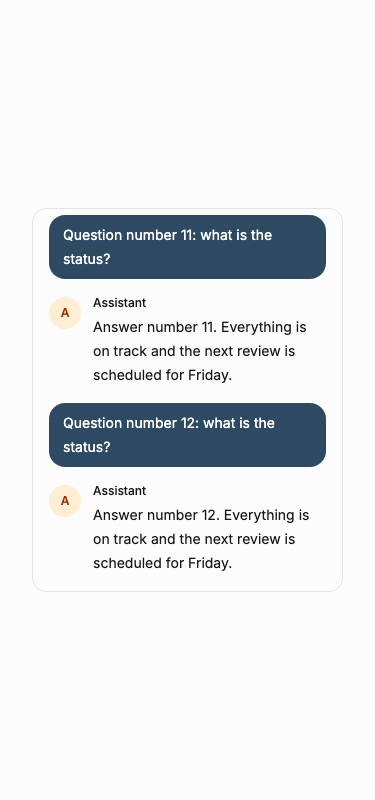 Question number 11: what is the
status?
A
Assistant
Answer number 11. Everything is
on track and the next review is
scheduled for Friday.
Question number 12: what is the
status?
A
Assistant
Answer number 12. Everything is
on track and the next review is
scheduled for Friday.